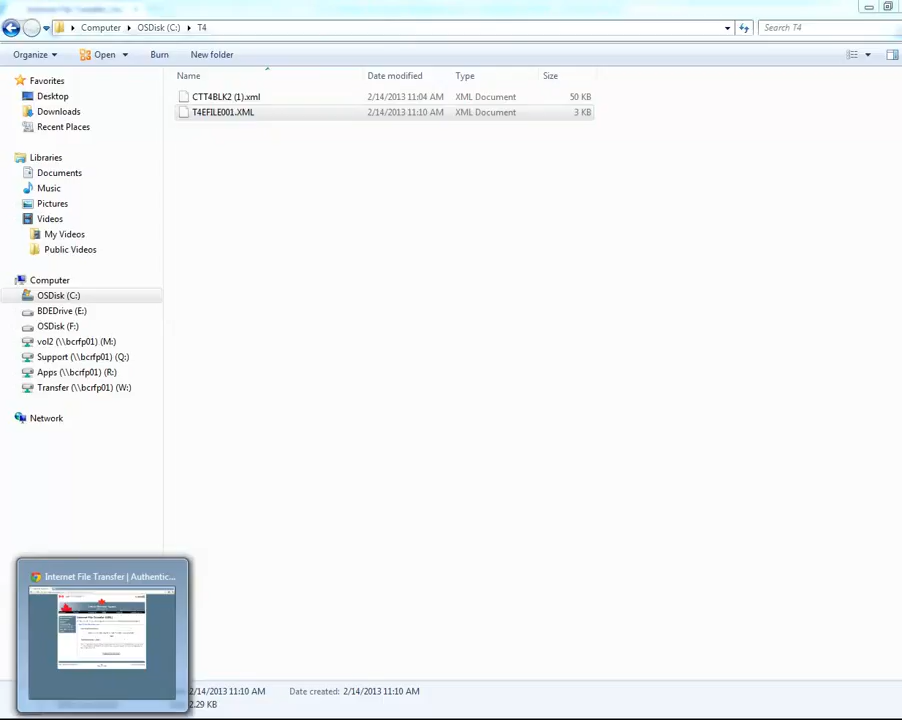 Computer OSDisk (C:) T4 Search T4
Organize Open Burn New folder
Name Date modified Type Size
CTT4BLK2 (1).xml 2/14/2013 11:04 AM XML Document 50 KB
T4EFILE001.XML 2/14/2013 11:10 AM XML Document 3 KB
Favorites
Desktop
Downloads
Recent Places
Libraries
Documents
Music
Pictures
Videos
My Videos
Public Videos
Computer
OSDisk (C:)
BDEDrive (E:)
OSDisk (F:)
vol2 (\\bcrfp01) (M:)
Support (\\bcrfp01) (Q:)
Apps (\\bcrfp01) (R:)
Transfer (\\bcrfp01) (W:)
Network
Internet File Transfer | Authentic...
2/14/2013 11:10 AM Date created: 2/14/2013 11:10 AM
2.29 KB